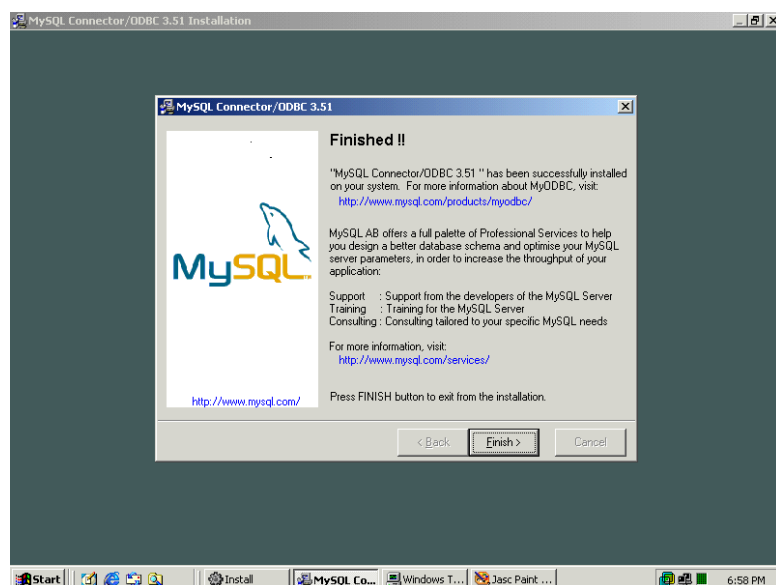 MySQL Connector/ODBC 3.51 Installation
MySQL Connector/ODBC 3.51
Finished !!
"MySQL Connector/ODBC 3.51 " has been successfully installed
on your system. For more information about MyODBC, visit:
http://www.mysql.com/products/myodbc/
MySQL AB offers a full palette of Professional Services to help
you design a better database schema and optimise your MySQL
server parameters, in order to increase the throughput of your
application:
Support : Support from the developers of the MySQL Server
Training : Training for the MySQL Server
Consulting : Consulting tailored to your specific MySQL needs
For more information, visit:
http://www.mysql.com/services/
Press FINISH button to exit from the installation.
MySQL
TM
http://www.mysql.com/
< Back
Finish >
Cancel
Start
Install
MySQL Co...
Windows T...
Jasc Paint ...
6:58 PM